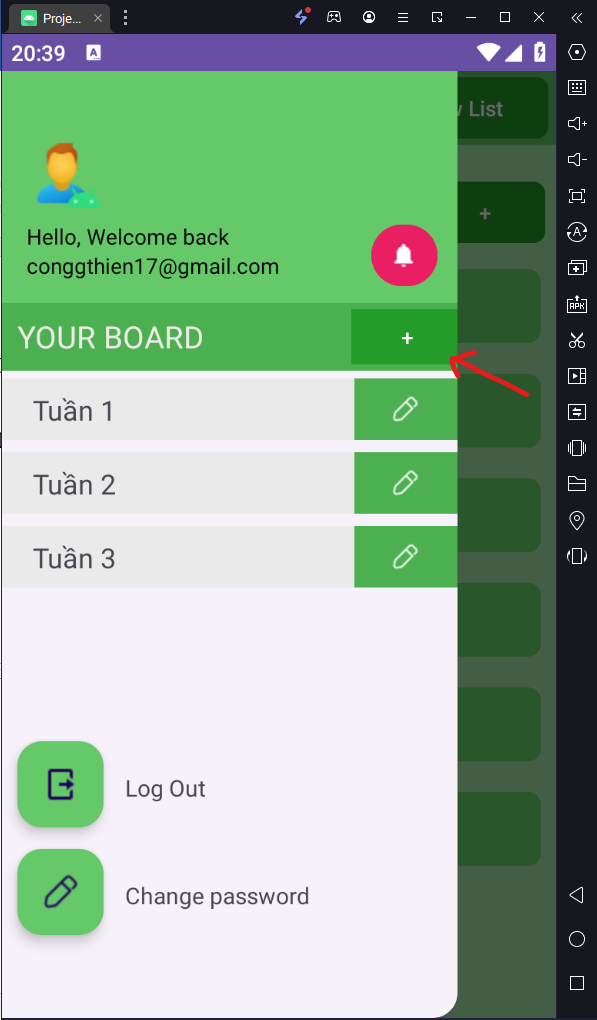 Proje...
20:39
A
List
+
Hello, Welcome back
conggthien17@gmail.com
YOUR BOARD
+
Tuần 1
Tuần 2
Tuần 3
Log Out
Change password
A
APK